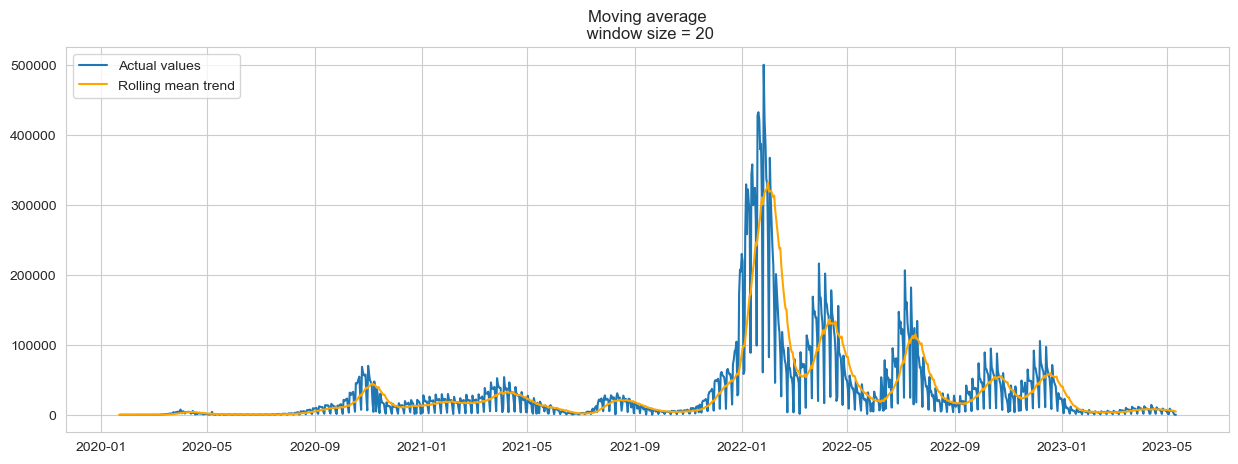 Moving average
window size = 20
Actual values
Rolling mean trend
500000
400000
300000
200000
100000
0
2020-01 2020-05 2020-09 2021-01 2021-05 2021-09 2022-01 2022-05 2022-09 2023-01 2023-05